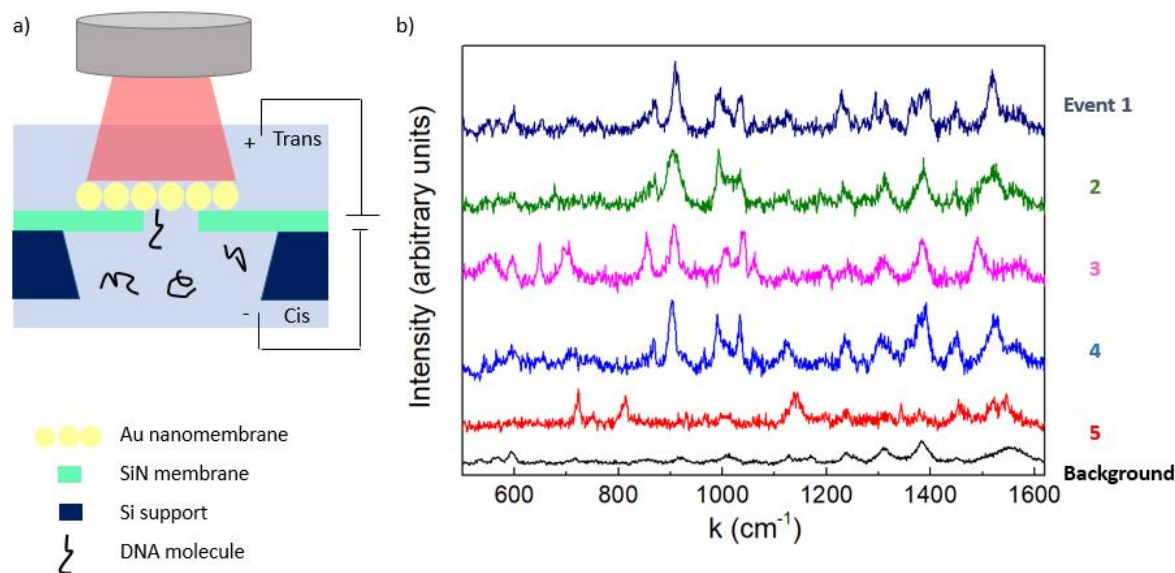 a)
+
Trans
-
Cis
Au nanomembrane
SiN membrane
Si support
DNA molecule
b)
Intensity (arbitrary units)
Event 1
2
3
4
5
Background
600 800 1000 1200 1400 1600
k (cm⁻¹)